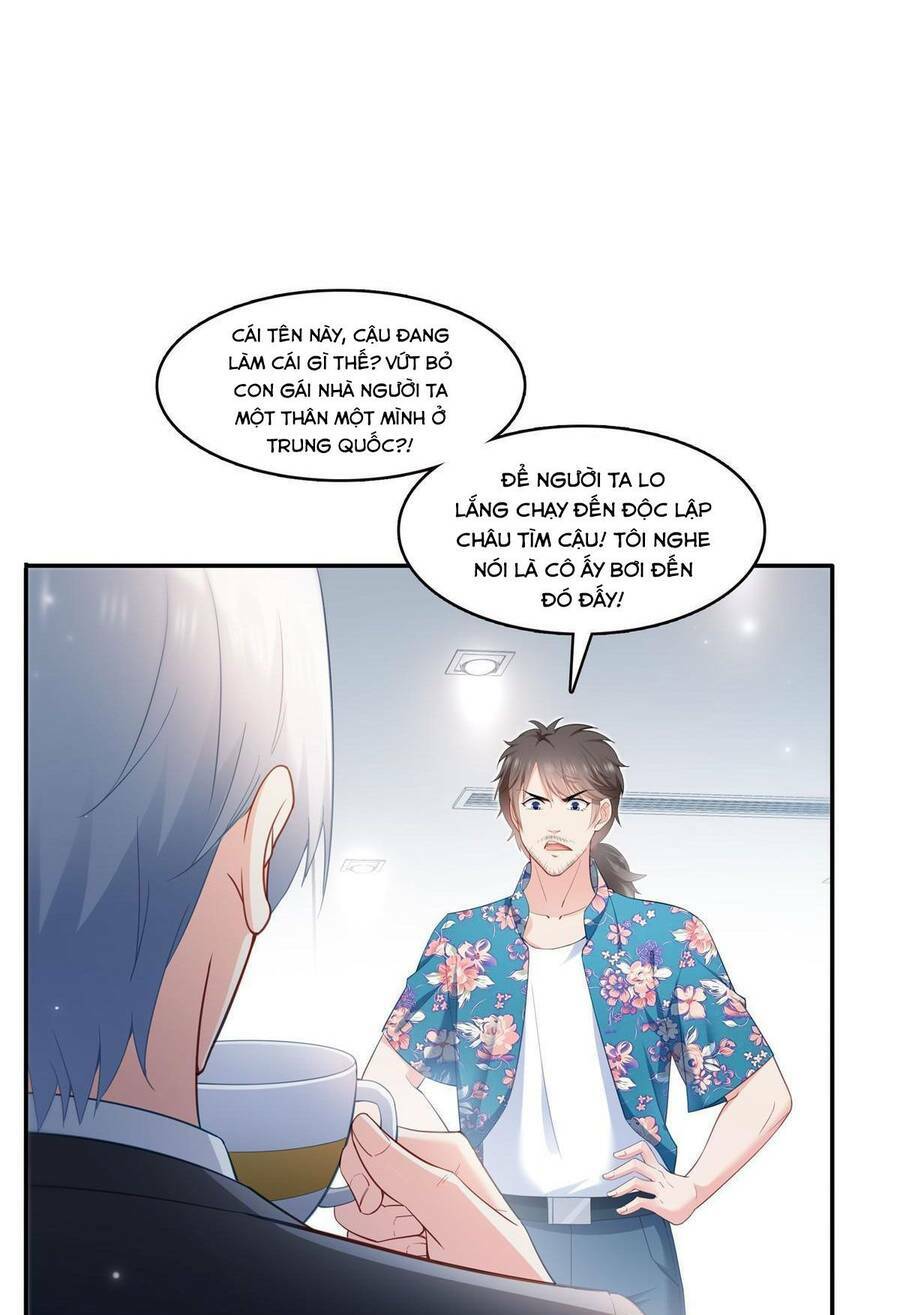 CÁI TÊN NÀY, CẬU ĐANG
LÀM CÁI GÌ THẾ? VỨT BỎ
CON GÁI NHÀ NGƯỜI TA
MỘT THÂN MỘT MÌNH Ở
TRUNG QUỐC?!
ĐỂ NGƯỜI TA LO
LẮNG CHẠY ĐẾN ĐỘC LẬP
CHÂU TÌM CẬU! TÔI NGHE
NÓI LÀ CÔ ẤY BƠI ĐẾN
ĐÓ ĐẤY!